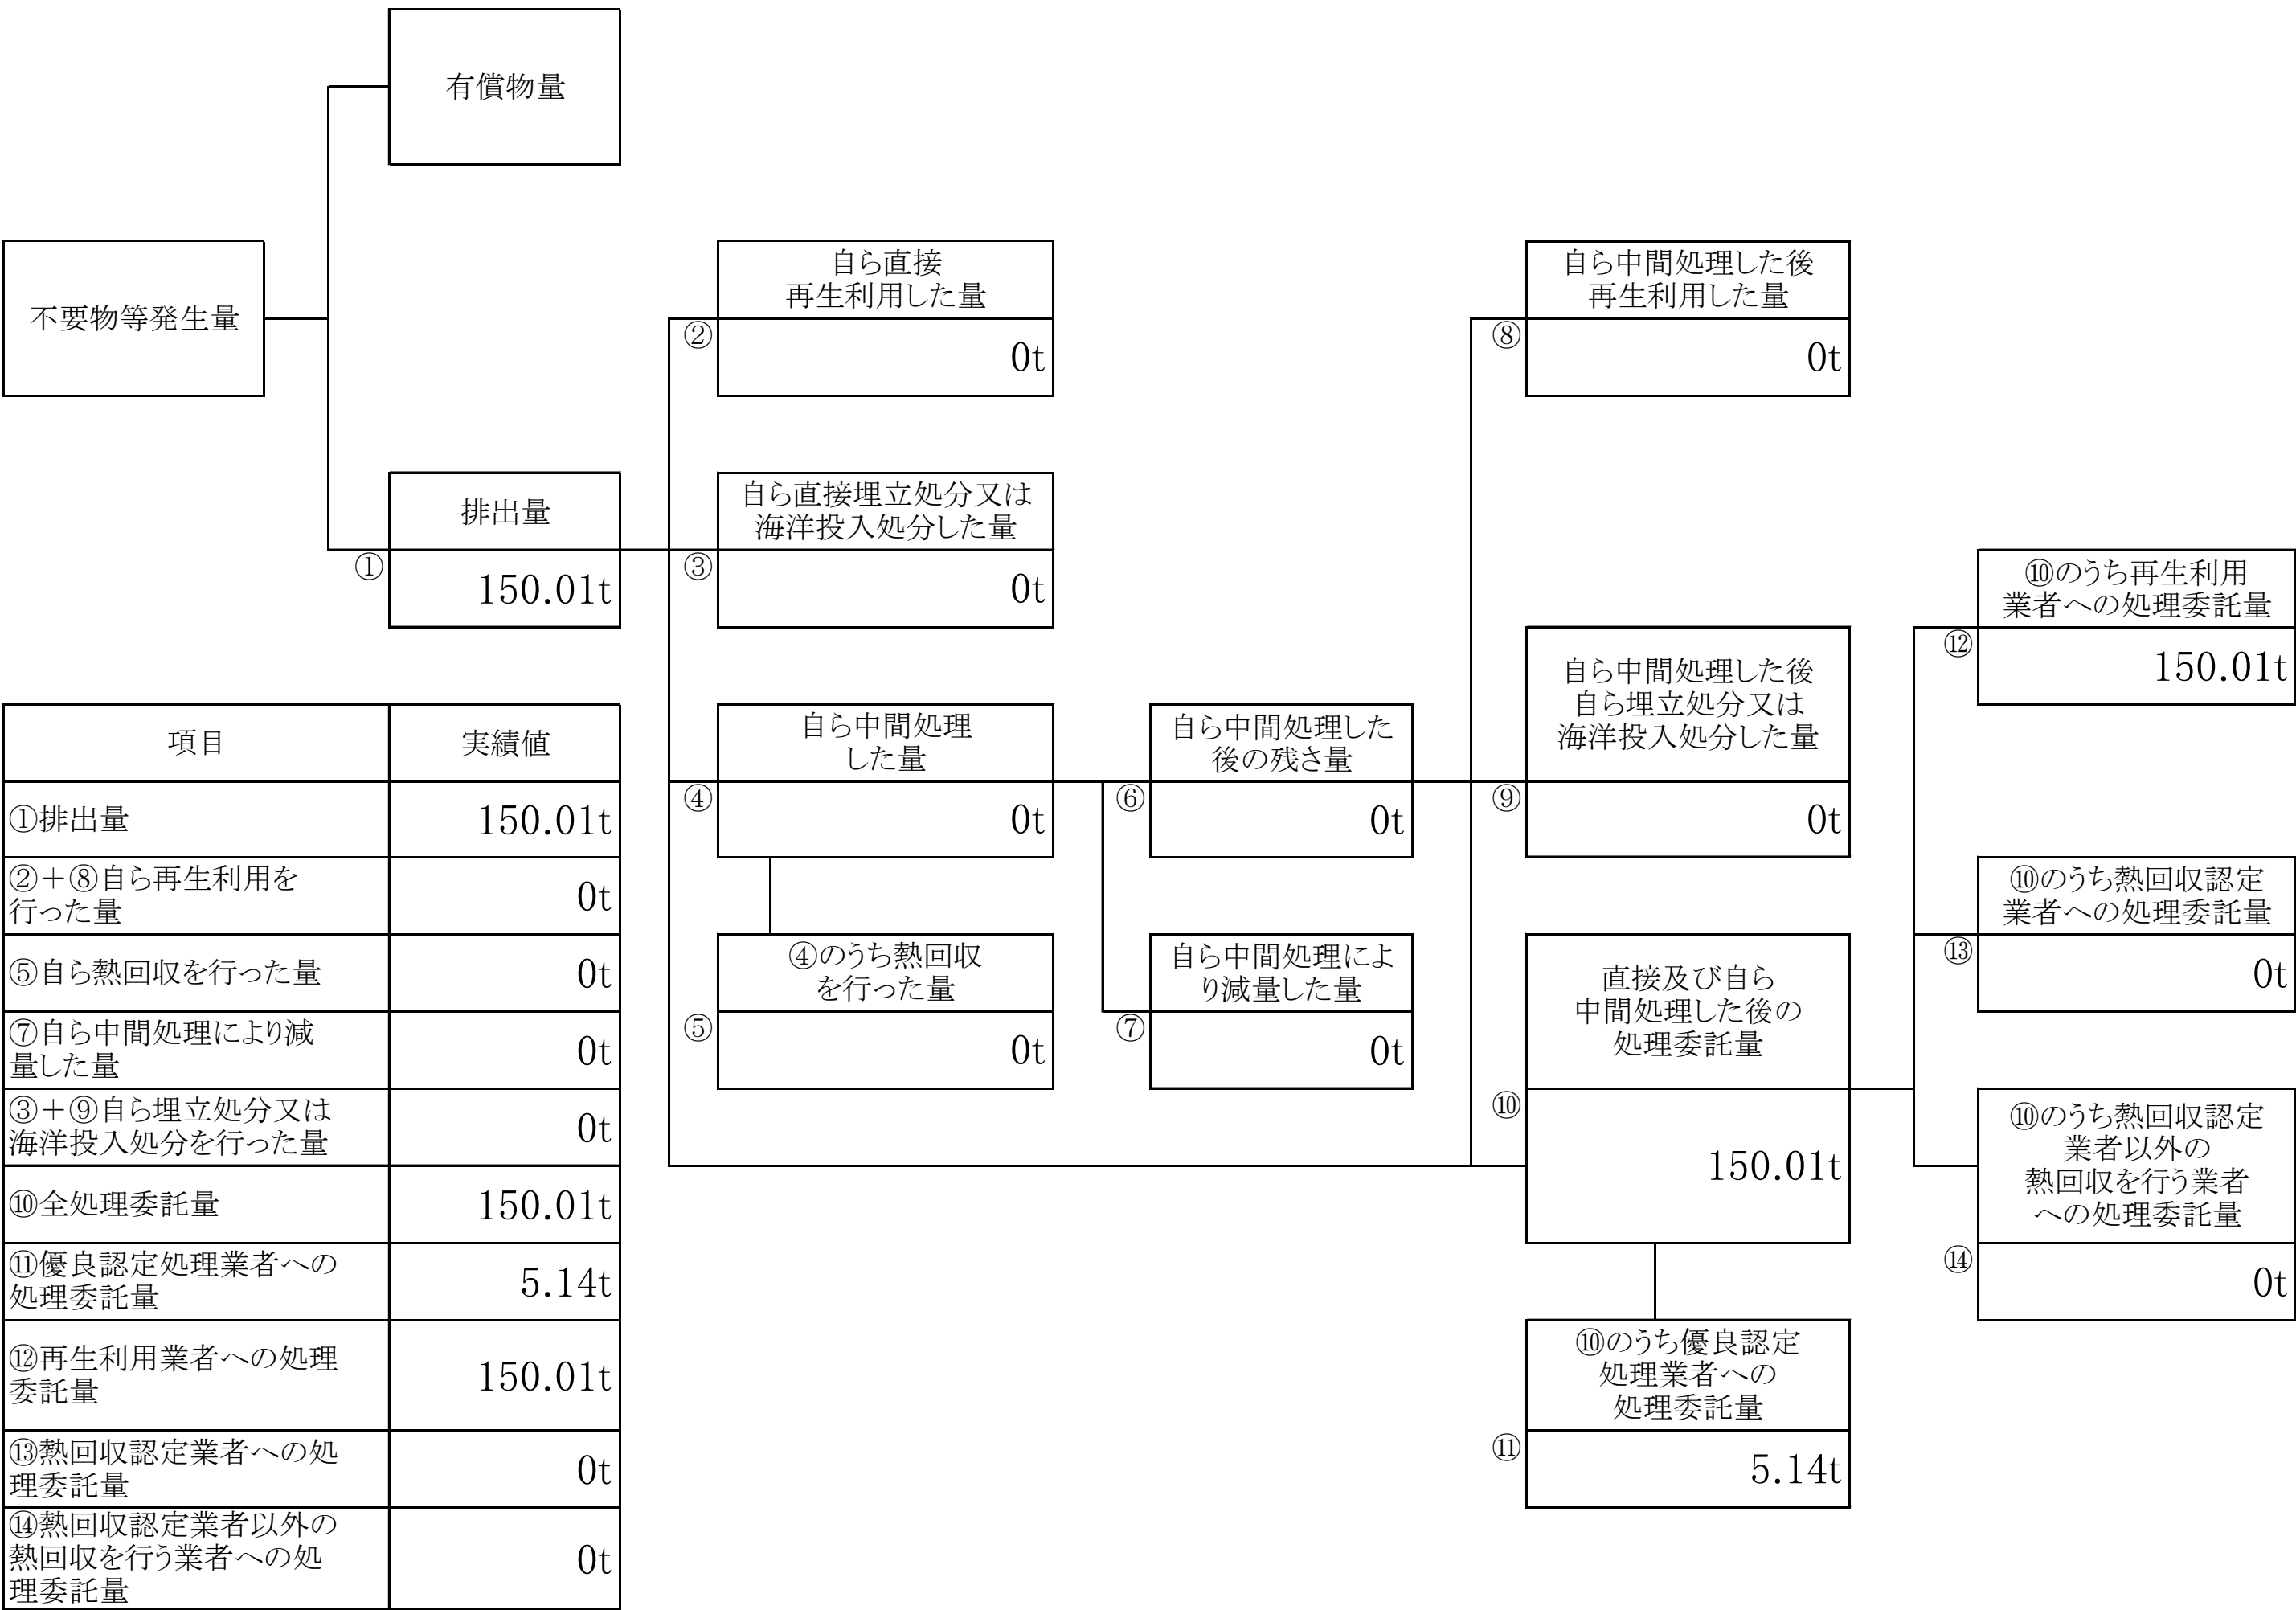 有償物量
不要物等発生量
排出量
①
150.01t
自ら直接
再生利用した量
②
0t
自ら直接埋立処分又は
海洋投入処分した量
③
0t
自ら中間処理
した量
④
0t
④のうち熱回収
を行った量
⑤
0t
自ら中間処理した
後の残さ量
⑥
0t
自ら中間処理によ
り減量した量
⑦
0t
自ら中間処理した後
再生利用した量
⑧
0t
自ら中間処理した後
自ら埋立処分又は
海洋投入処分した量
⑨
0t
直接及び自ら
中間処理した後の
処理委託量
⑩
150.01t
⑩のうち優良認定
処理業者への
処理委託量
⑪
5.14t
⑩のうち再生利用
業者への処理委託量
⑫
150.01t
⑩のうち熱回収認定
業者への処理委託量
⑬
0t
⑩のうち熱回収認定
業者以外の
熱回収を行う業者
への処理委託量
⑭
0t
項目 実績値
①排出量 150.01t
②＋⑧自ら再生利用を
行った量 0t
⑤自ら熱回収を行った量 0t
⑦自ら中間処理により減
量した量 0t
③＋⑨自ら埋立処分又は
海洋投入処分を行った量 0t
⑩全処理委託量 150.01t
⑪優良認定処理業者への
処理委託量 5.14t
⑫再生利用業者への処理
委託量 150.01t
⑬熱回収認定業者への処
理委託量 0t
⑭熱回収認定業者以外の
熱回収を行う業者への処
理委託量 0t